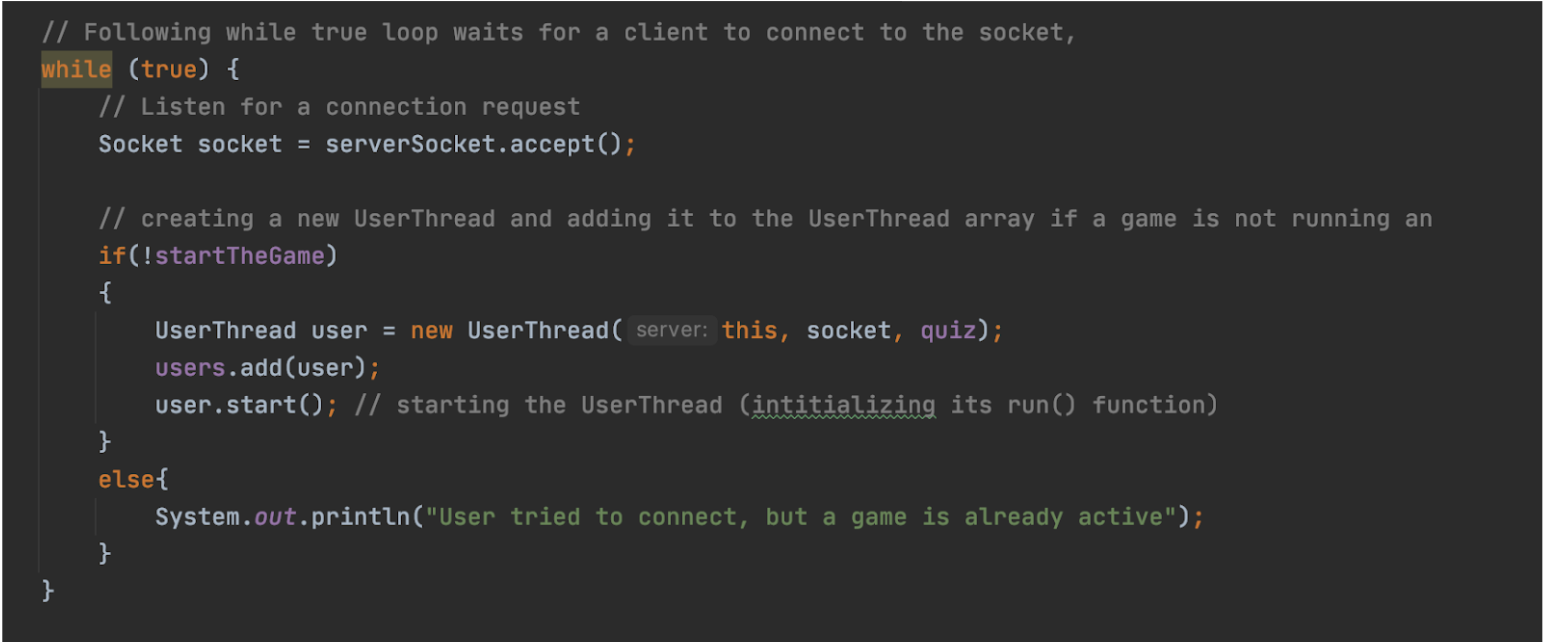 // Following while true loop waits for a client to connect to the socket,
while (true) {
// Listen for a connection request
Socket socket = serverSocket.accept();
// creating a new UserThread and adding it to the UserThread array if a game is not running an
if(!startTheGame)
{
UserThread user = new UserThread( server: this, socket, quiz);
users.add(user);
user.start(); // starting the UserThread (intitializing its run() function)
}
else{
System.out.println("User tried to connect, but a game is already active");
}
}